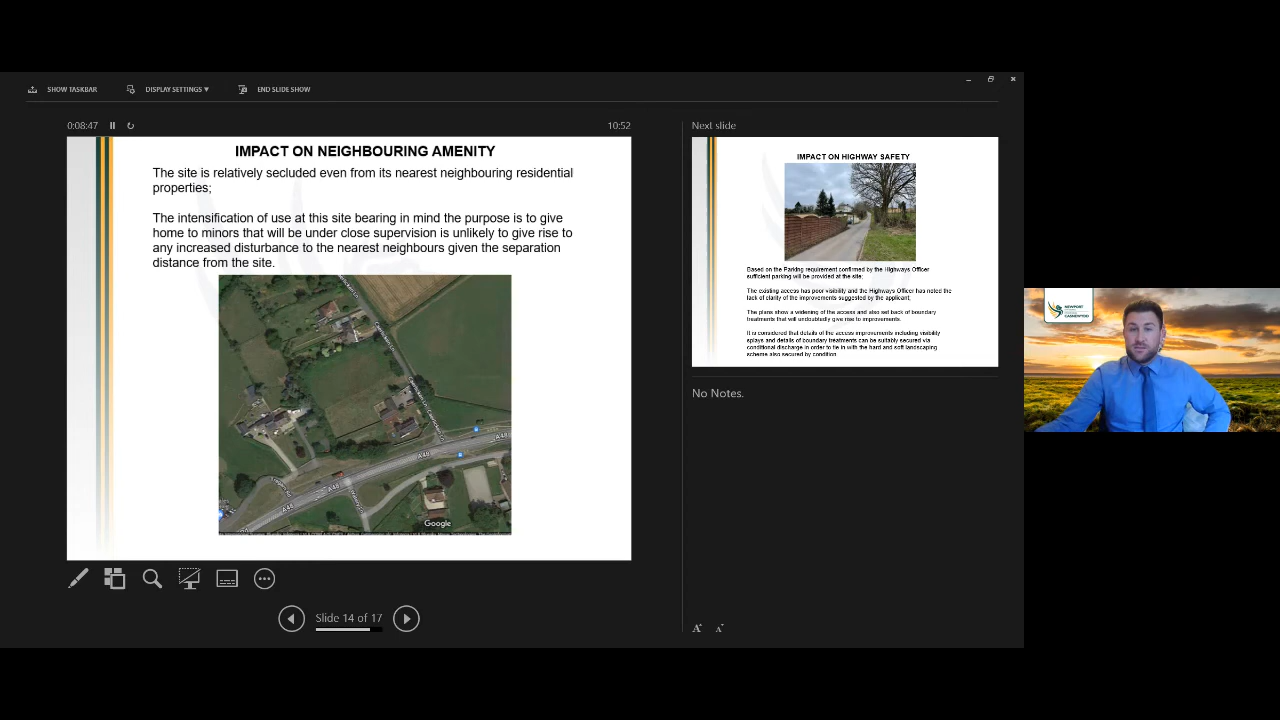 SHOW TASKBAR
DISPLAY SETTINGS ▾
END SLIDE SHOW
0:08:47
10:52
IMPACT ON NEIGHBOURING AMENITY
The site is relatively secluded even from its nearest neighbouring residential
properties;
The intensification of use at this site bearing in mind the purpose is to give
home to minors that will be under close supervision is unlikely to give rise to
any increased disturbance to the nearest neighbours given the separation
distance from the site.
A48
A48
A48
A48
Google
Slide 14 of 17
Next slide
IMPACT ON HIGHWAY SAFETY
Based on the Parking requirement confirmed by the Highways Officer
sufficient parking will be provided at the site;
The existing access has poor visibility and the Highways Officer has noted the
lack of clarity of the improvements suggested by the applicant;
The plans show a widening of the access and also set back of boundary
treatments that will undoubtedly give rise to improvements.
It is considered that details of the access improvements including visibility
splays and details of boundary treatments can be suitably secured via
conditional discharge in order to tie in with the hard and soft landscaping
scheme also secured by condition
No Notes.
NEWPORT
CASNEWYDD